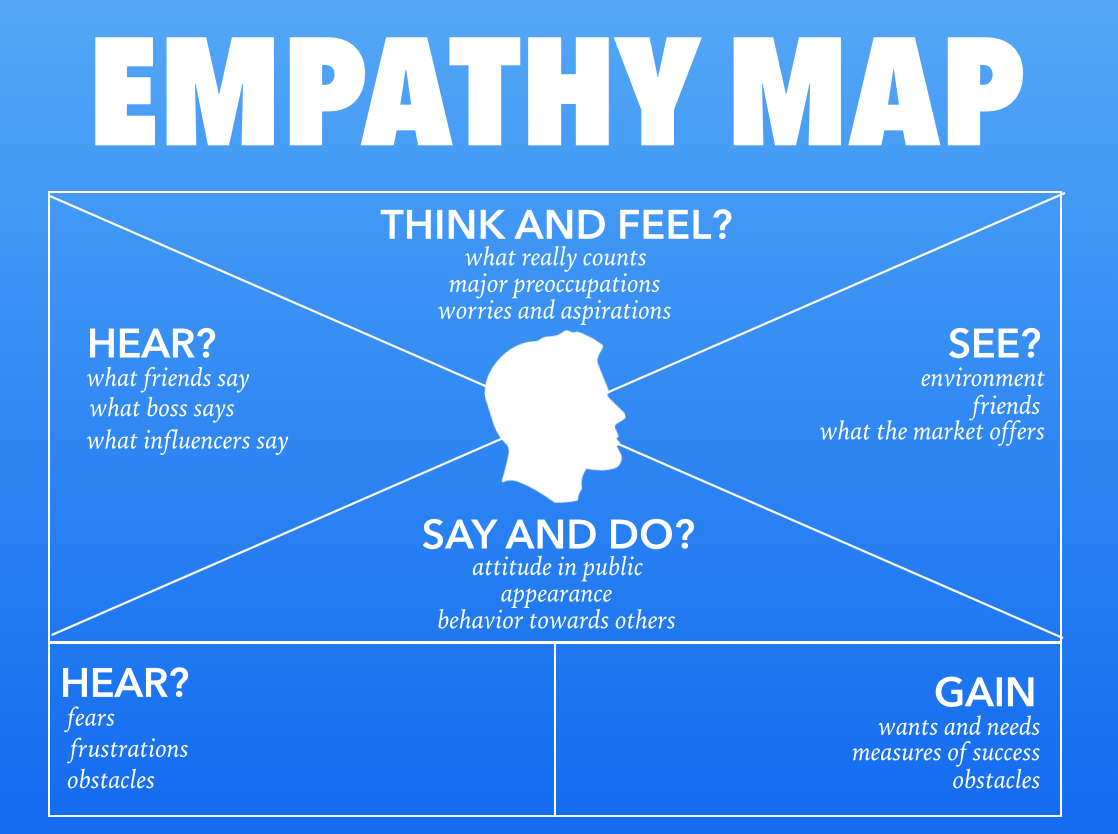 EMPATHY MAP
THINK AND FEEL?
what really counts
major preoccupations
worries and aspirations
HEAR?
what friends say
what boss says
what influencers say
SEE?
environment
friends
what the market offers
SAY AND DO?
attitude in public
appearance
behavior towards others
HEAR?
fears
frustrations
obstacles
GAIN
wants and needs
measures of success
obstacles